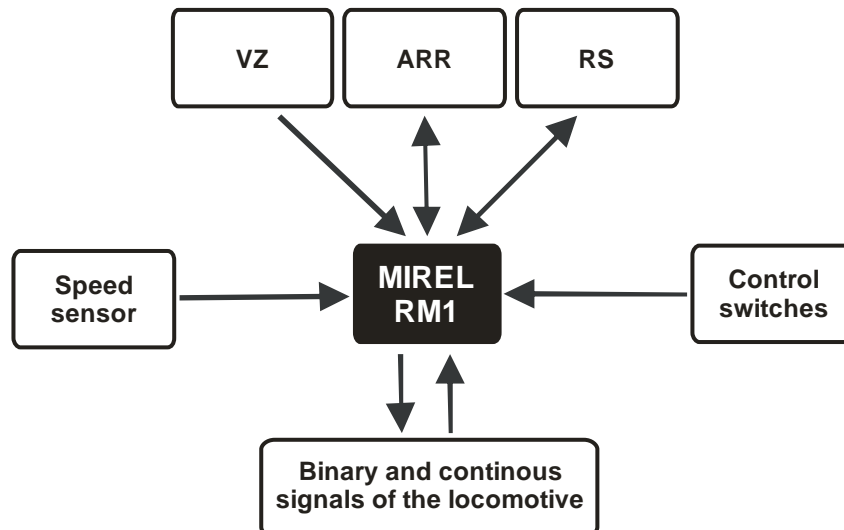 VZ
ARR
RS
Speed
sensor
MIREL
RM1
Control
switches
Binary and continous
signals of the locomotive